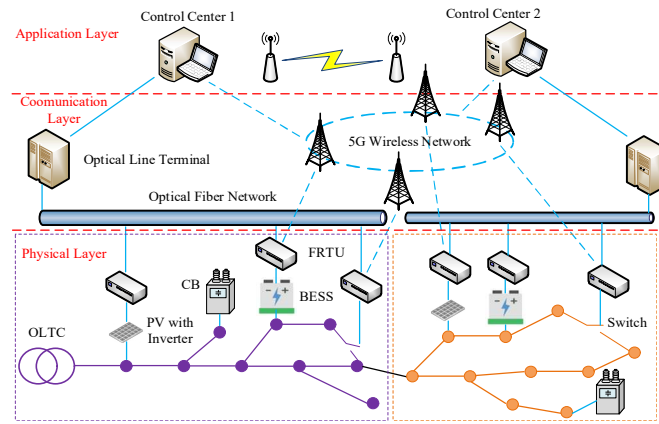 Control Center 1
Control Center 2
Application Layer
Coomunication
Layer
5G Wireless Network
Optical Line Terminal
Optical Fiber Network
Physical Layer
FRTU
CB
BESS
PV with
Inverter
OLTC
Switch